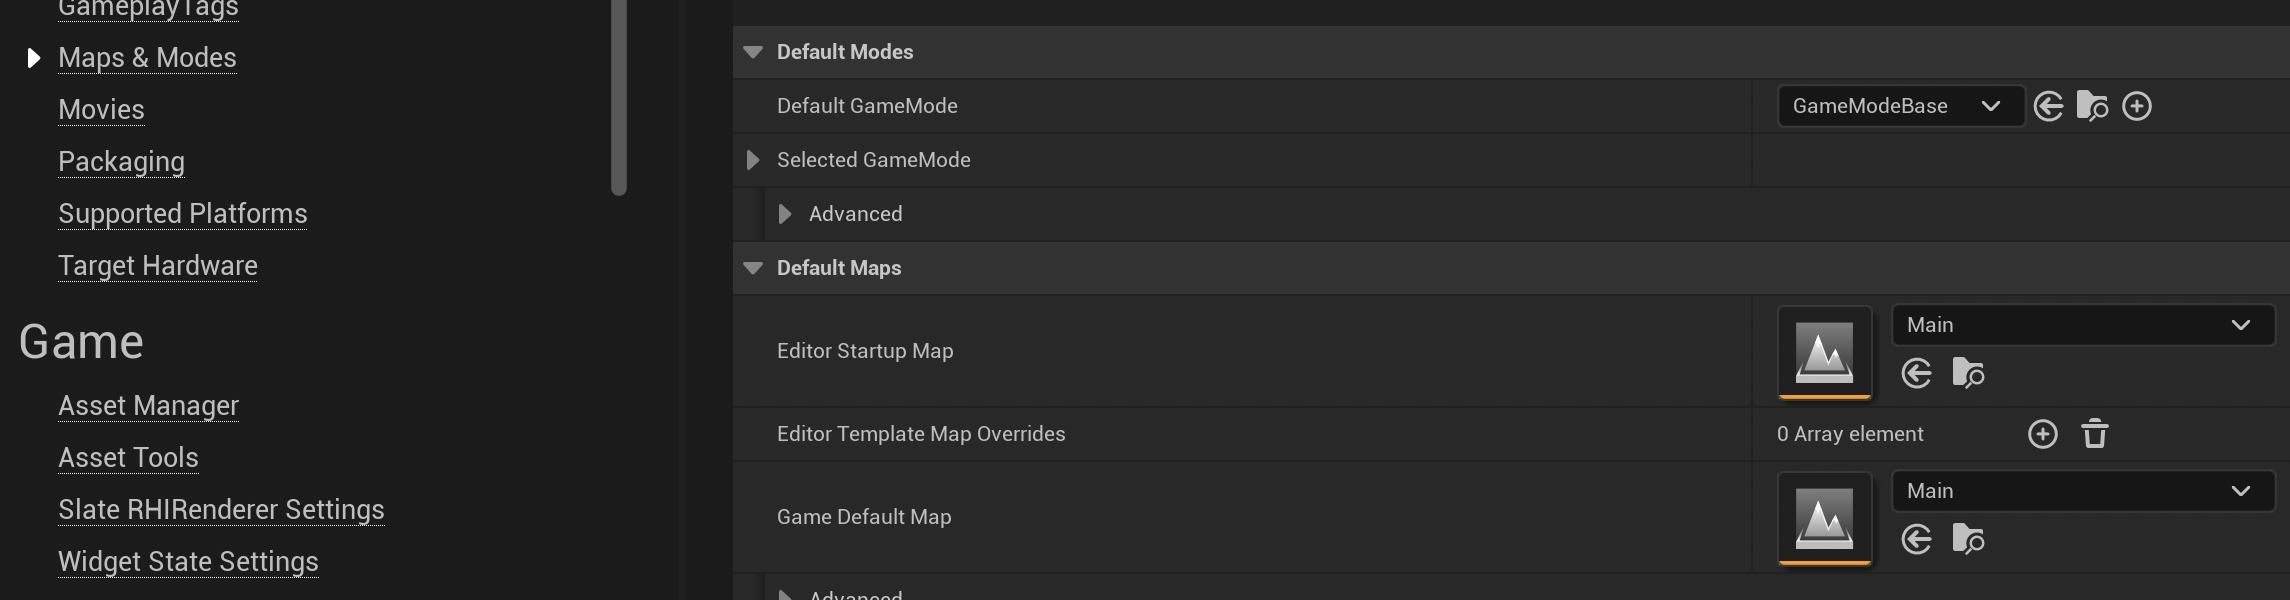 GameplayTags
Maps & Modes
Movies
Packaging
Supported Platforms
Target Hardware
Game
Asset Manager
Asset Tools
Slate RHIRenderer Settings
Widget State Settings
Default Modes
Default GameMode
GameModeBase
Selected GameMode
Advanced
Default Maps
Editor Startup Map
Main
Editor Template Map Overrides
0 Array element
Game Default Map
Main
Advanced